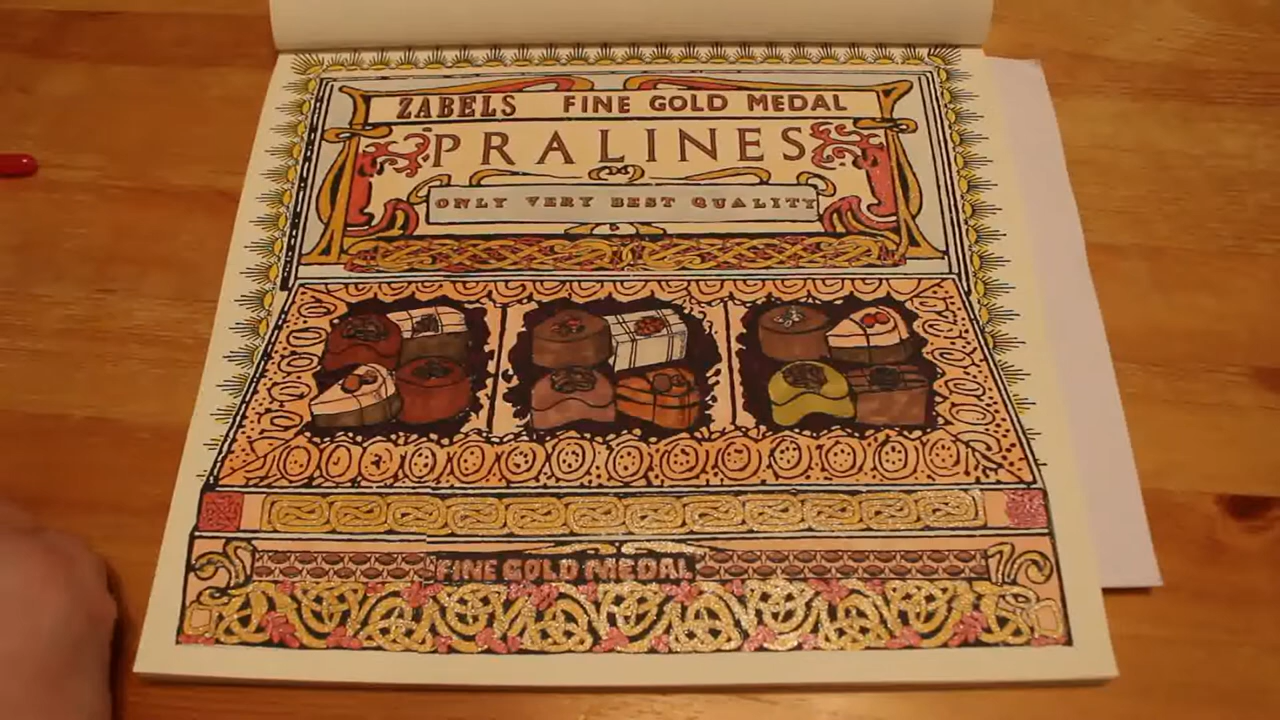 ZABELS FINE GOLD MEDAL
PRALINES
ONLY VERY BEST QUALITY
FINE GOLD MEDAL